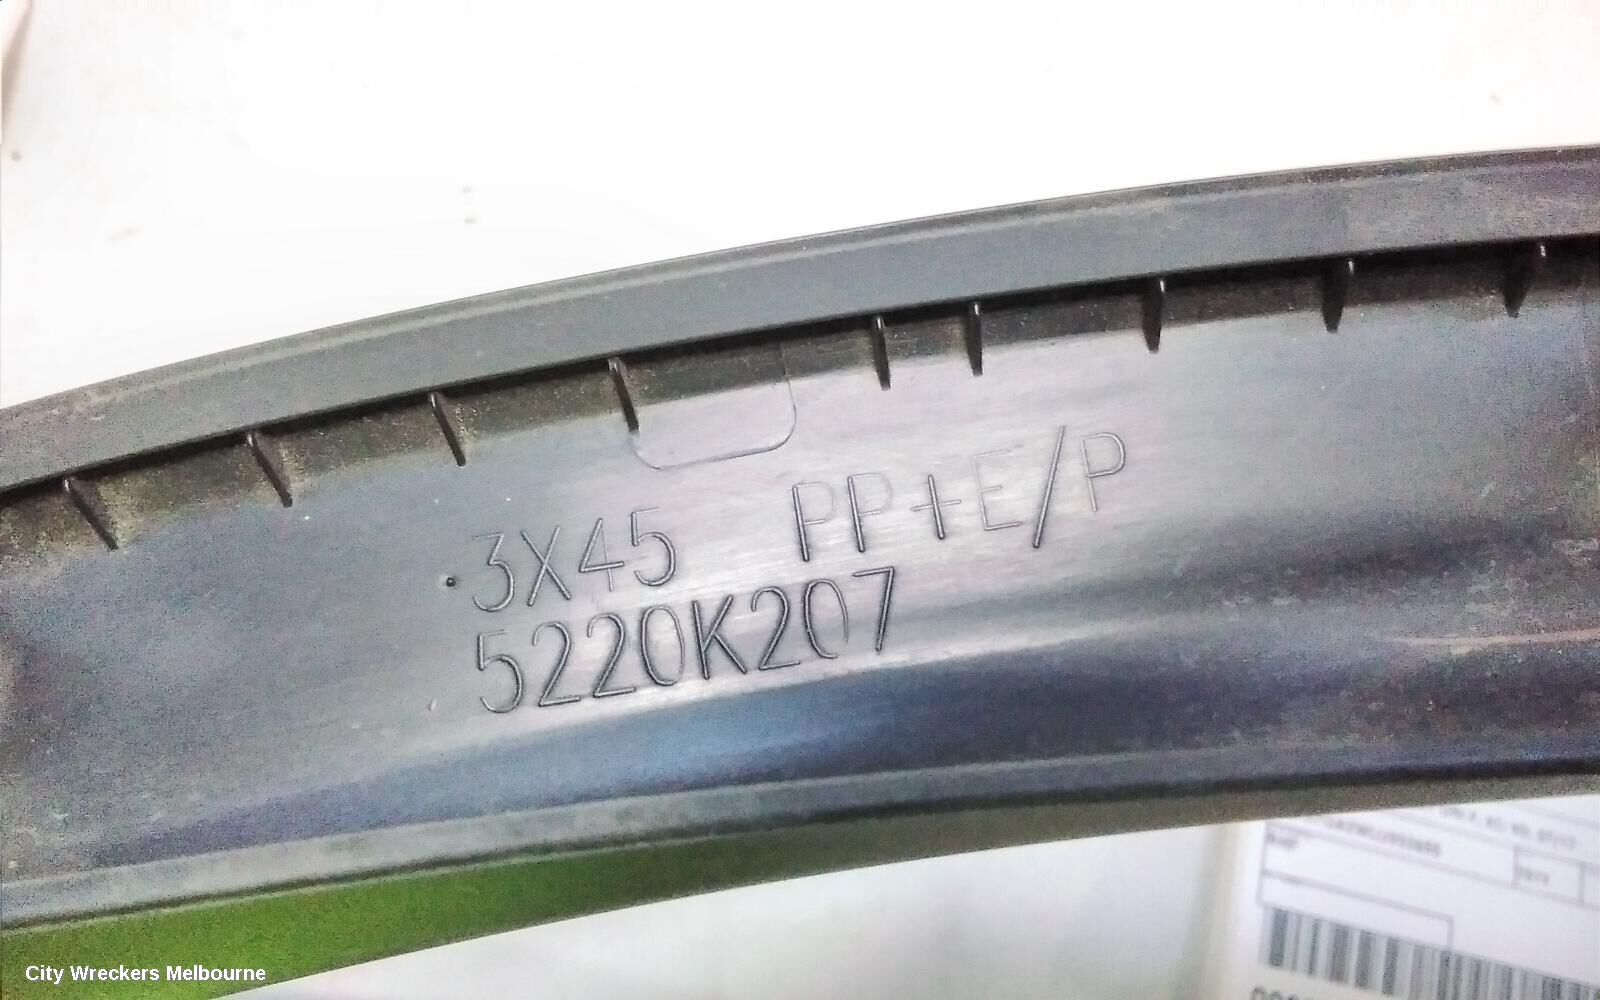 3X45 PP+E/P
5220K207
City Wreckers Melbourne